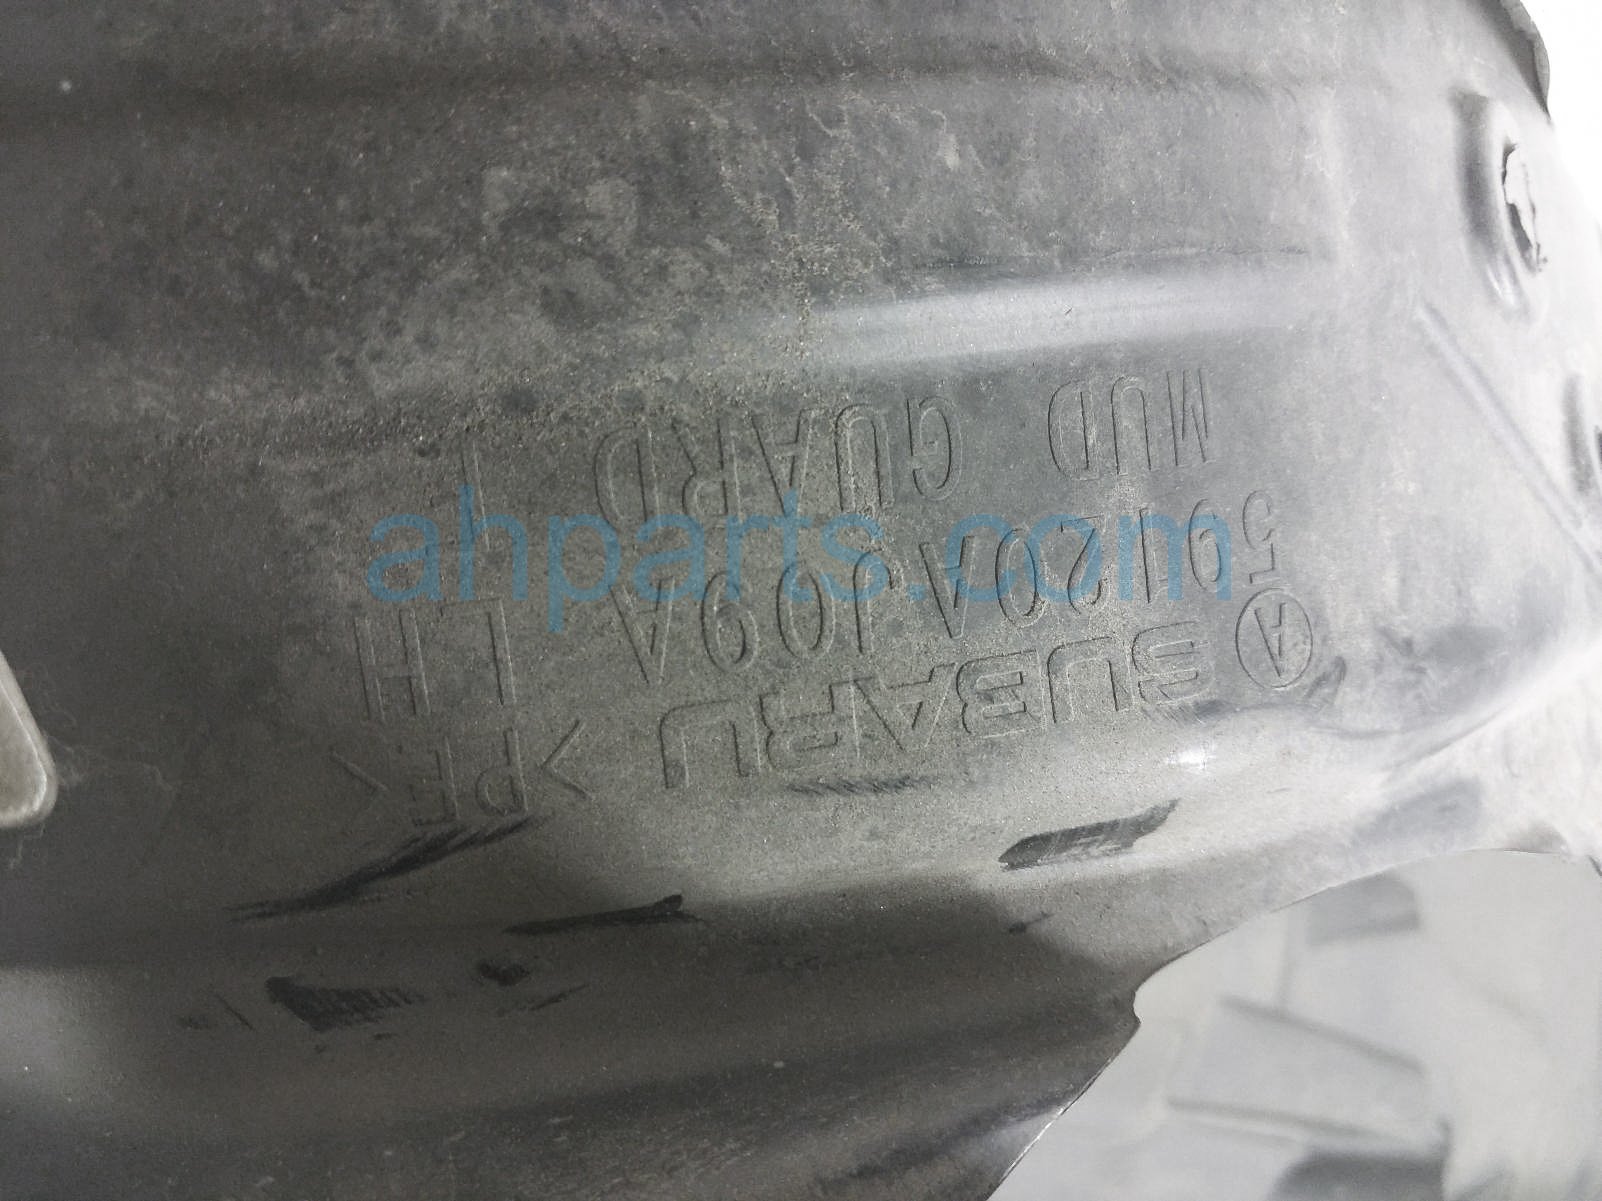 Ⓐ SUBARU >PE<
59120AJ09A LH
MUD GUARD
ahparts.com